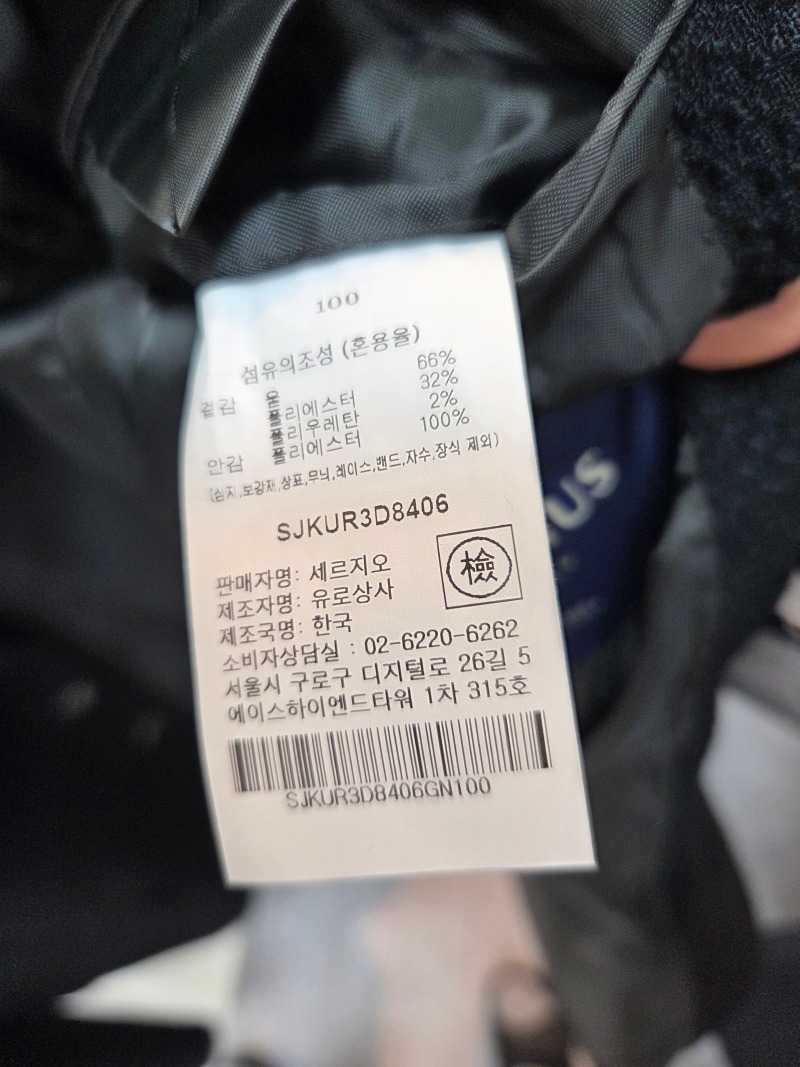 100
섬유의조성 (혼용율)
겉감 울 66%
폴리에스터 32%
폴리우레탄 2%
안감 폴리에스터 100%
(심지,보강재,상표,무늬,레이스,밴드,자수,장식 제외)
SJKUR3D8406
檢
판매자명: 세르지오
제조자명: 유로상사
제조국명: 한국
소비자상담실 : 02-6220-6262
서울시 구로구 디지털로 26길 5
에이스하이엔드타워 1차 315호
SJKUR3D8406GN100
US